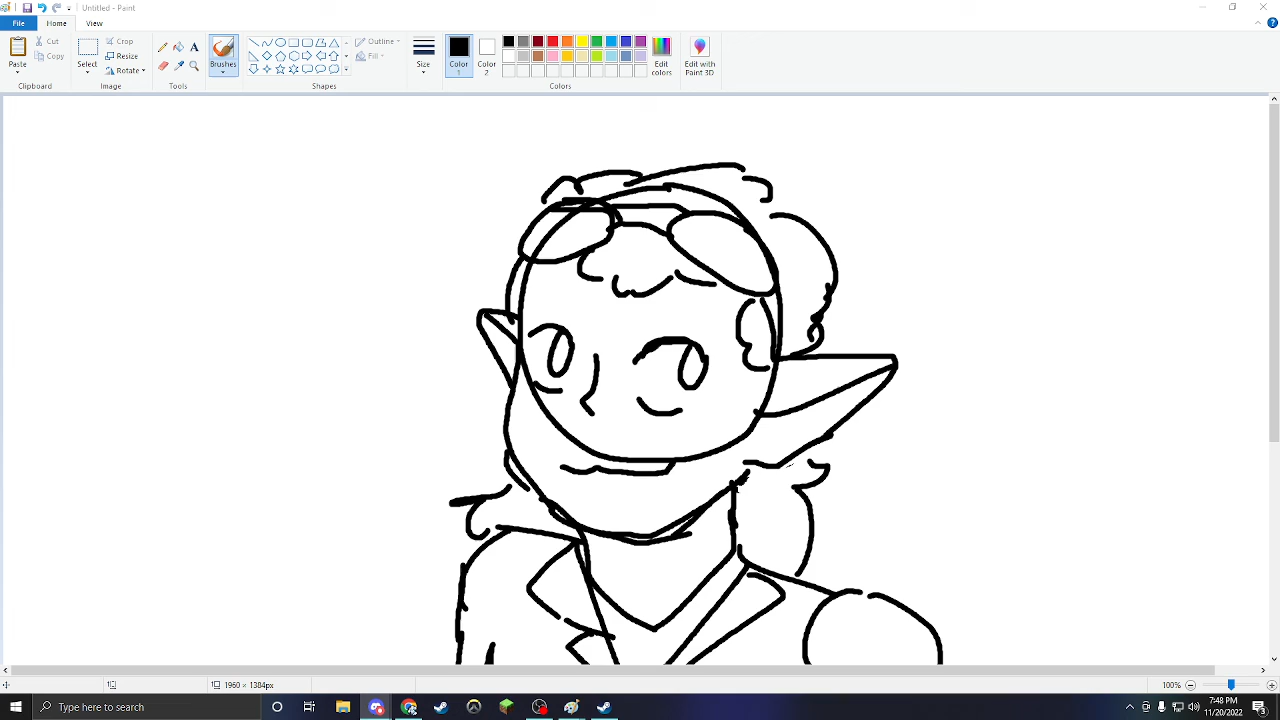 Untitled - Paint
File Home View
Paste
Cut
Copy
Clipboard
Select
Crop
Resize
Rotate
Image
A
Tools
Brushes
Outline
Fill
Shapes
Size
Color
1
Color
2
Colors
Edit
colors
Edit with
Paint 3D
1960 × 1384px
100%
Type here to search
7:48 PM
11/20/2022